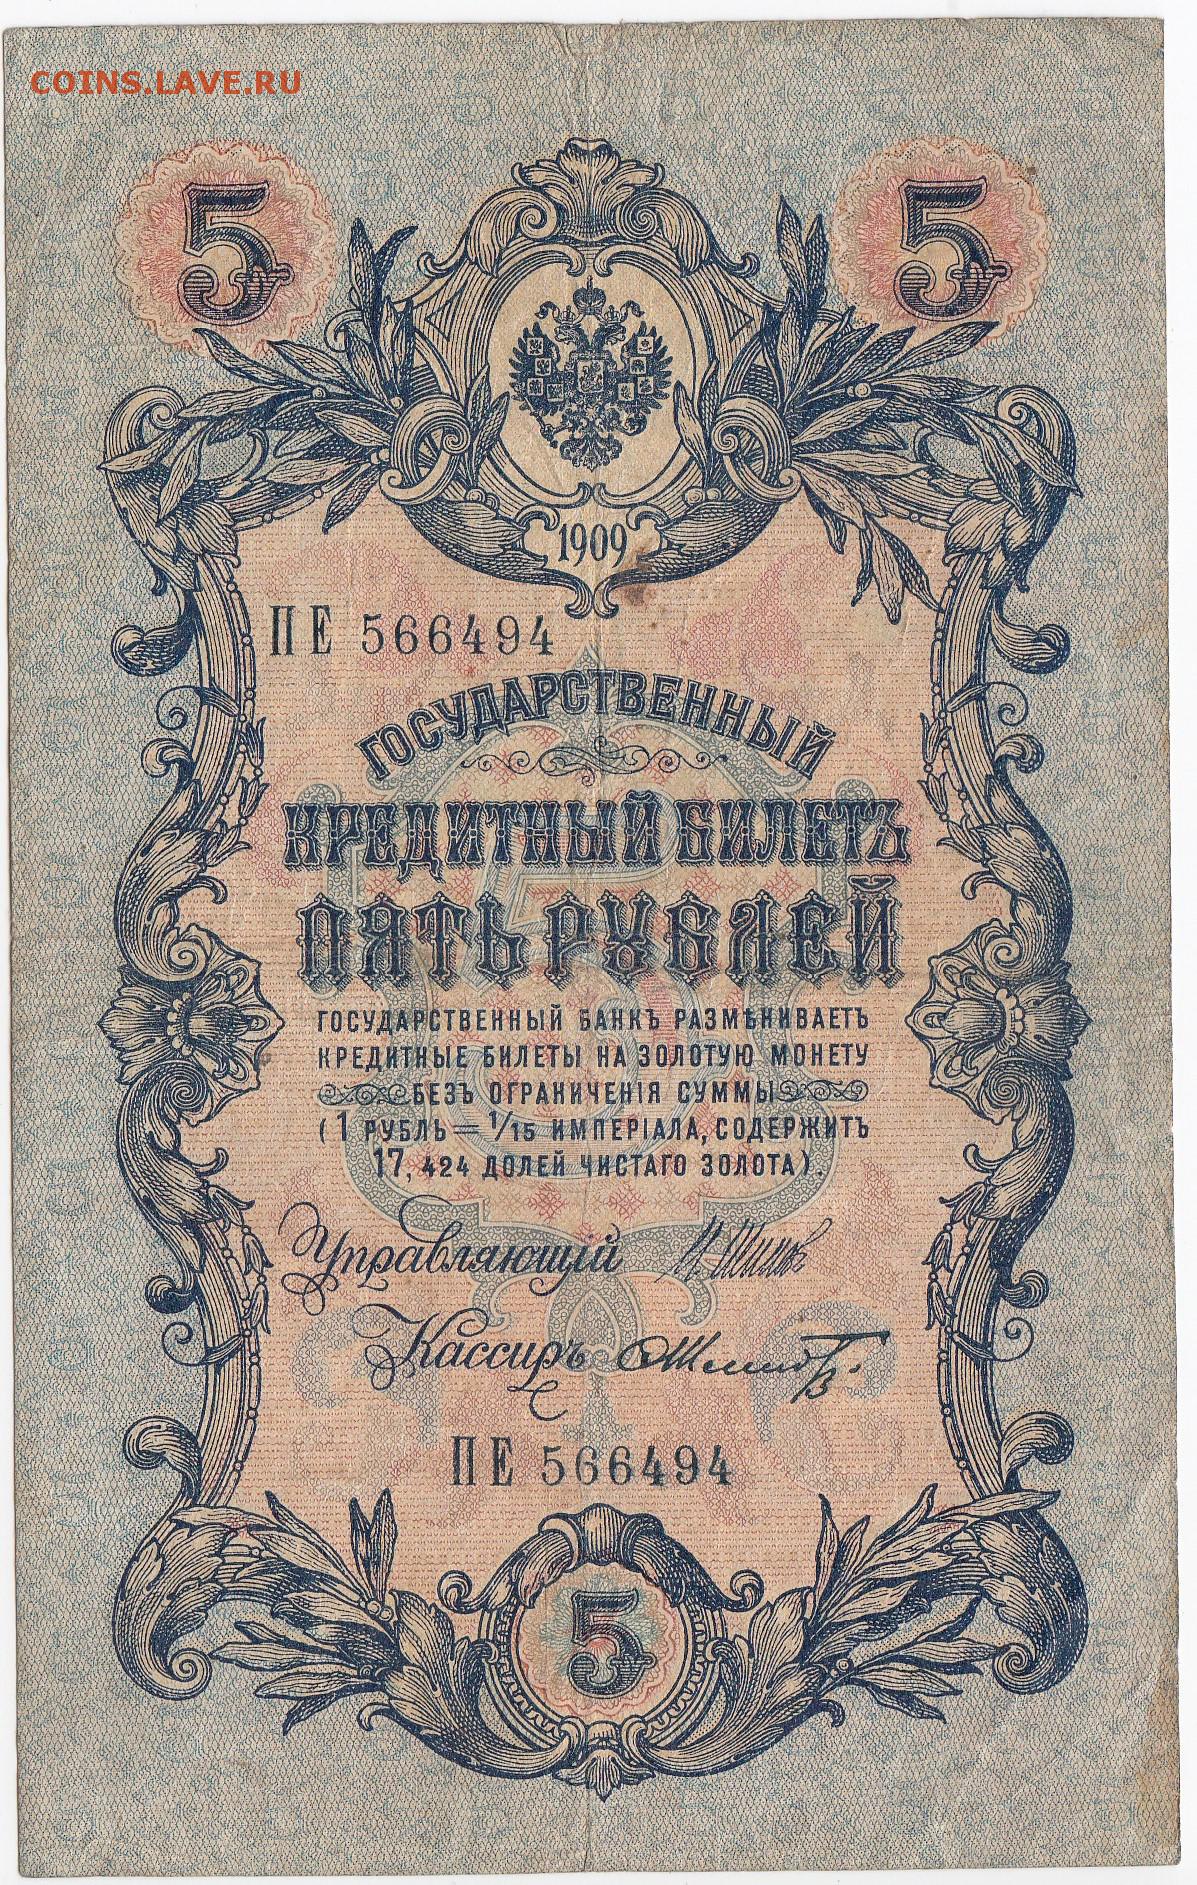 COINS.LAVE.RU
5 5
1909
ПЕ 566494
ГОСУДАРСТВЕННЫЙ
КРЕДИТНЫЙ БИЛЕТЪ
ПЯТЬ РУБЛЕЙ
ГОСУДАРСТВЕННЫЙ БАНКЪ РАЗМѢНИВАЕТЪ
КРЕДИТНЫЕ БИЛЕТЫ НА ЗОЛОТУЮ МОНЕТУ
БЕЗЪ ОГРАНИЧЕНІЯ СУММЫ
(1 РУБЛЬ = 1/15 ИМПЕРІАЛА, СОДЕРЖИТЪ
17,424 ДОЛЕЙ ЧИСТАГО ЗОЛОТА).
Управляющій
Кассиръ
ПЕ 566494
5